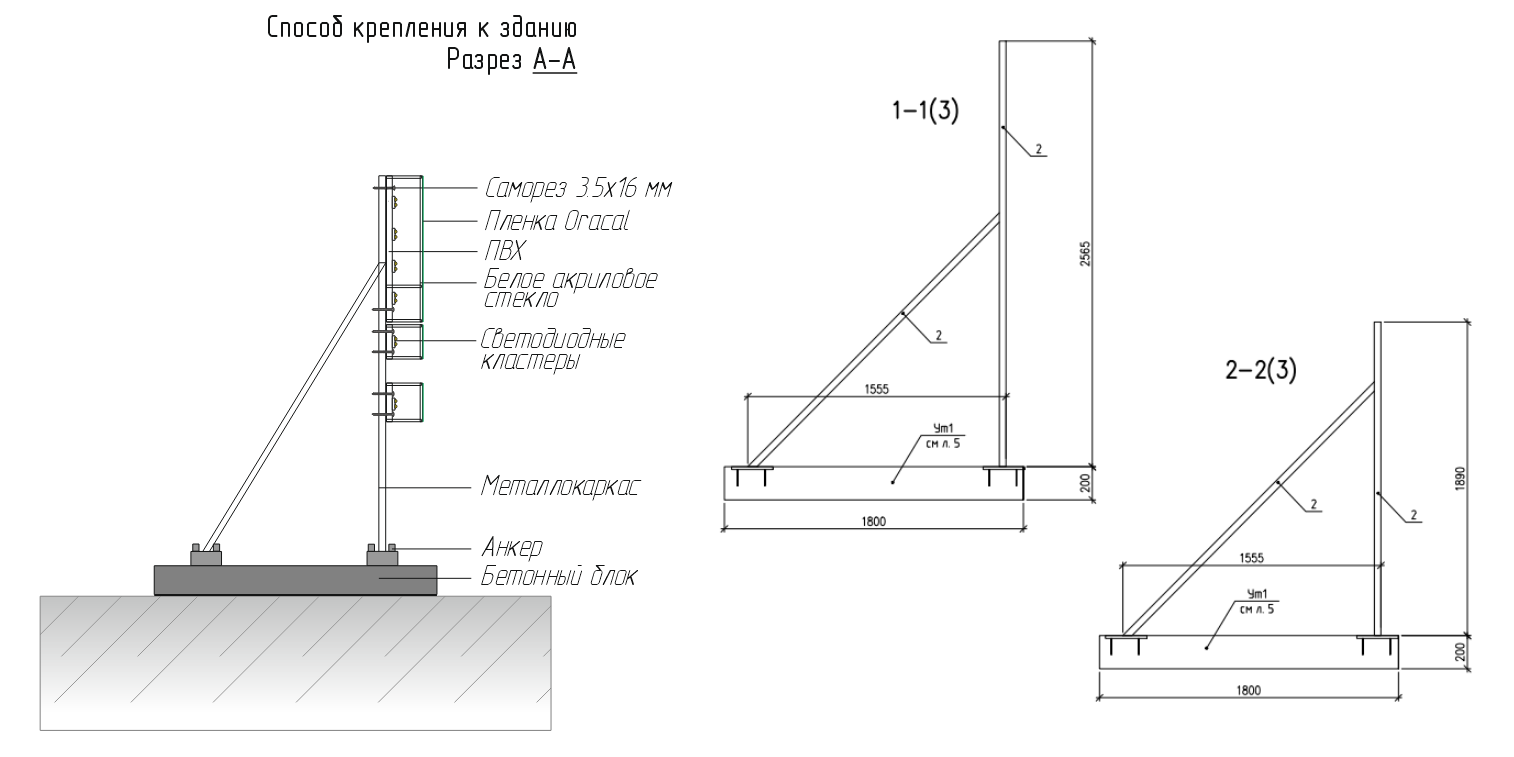 Способ крепления к зданию
Разрез А-А
Саморез 3.5х16 мм
Пленка Oracal
ПВХ
Белое акриловое
стекло
Светодиодные
кластеры
Металлокаркас
Анкер
Бетонный блок
1-1(3)
2
2565
2
1555
Ут1
см л. 5
200
1800
2-2(3)
1890
2
2
1555
Ут1
см л. 5
200
1800